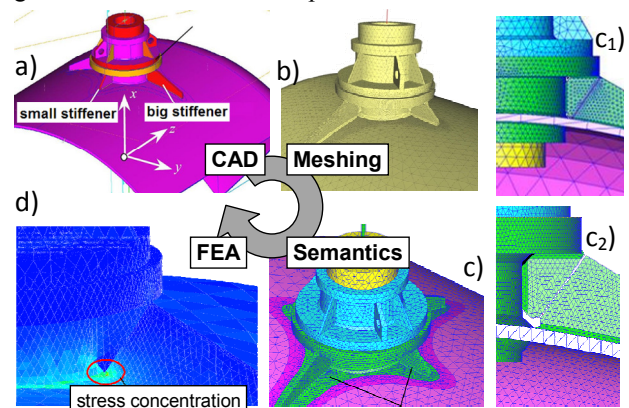 a)
b)
c1)
small stiffener
big stiffener
x
z
y
CAD
Meshing
d)
FEA
Semantics
c)
c2)
stress concentration